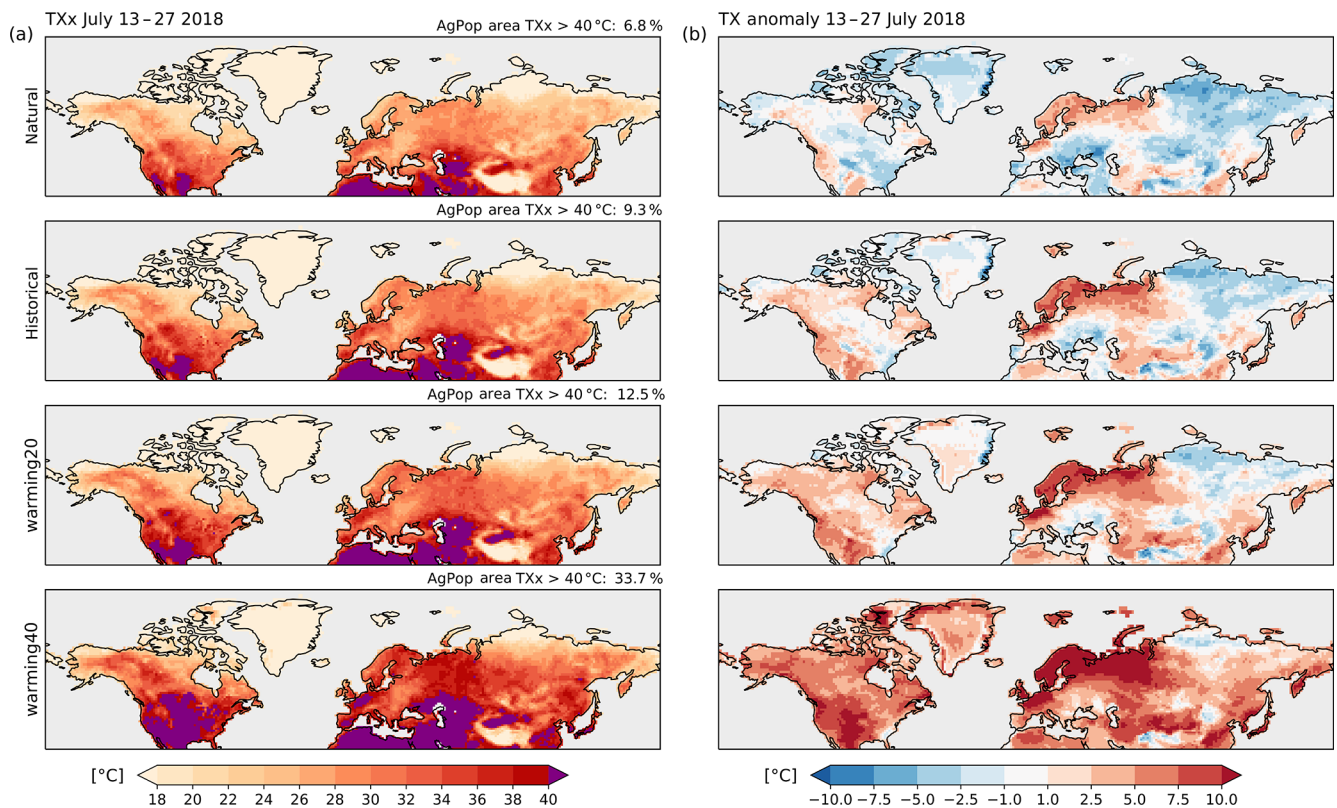 TXx July 13–27 2018
TX anomaly 13–27 July 2018
(a)
(b)
AgPop area TXx > 40 °C: 6.8 %
Natural
AgPop area TXx > 40 °C: 9.3 %
Historical
AgPop area TXx > 40 °C: 12.5 %
warming20
AgPop area TXx > 40 °C: 33.7 %
warming40
[°C]
18 20 22 24 26 28 30 32 34 36 38 40
[°C]
−10.0 −7.5 −5.0 −2.5 −1.0 1.0 2.5 5.0 7.5 10.0